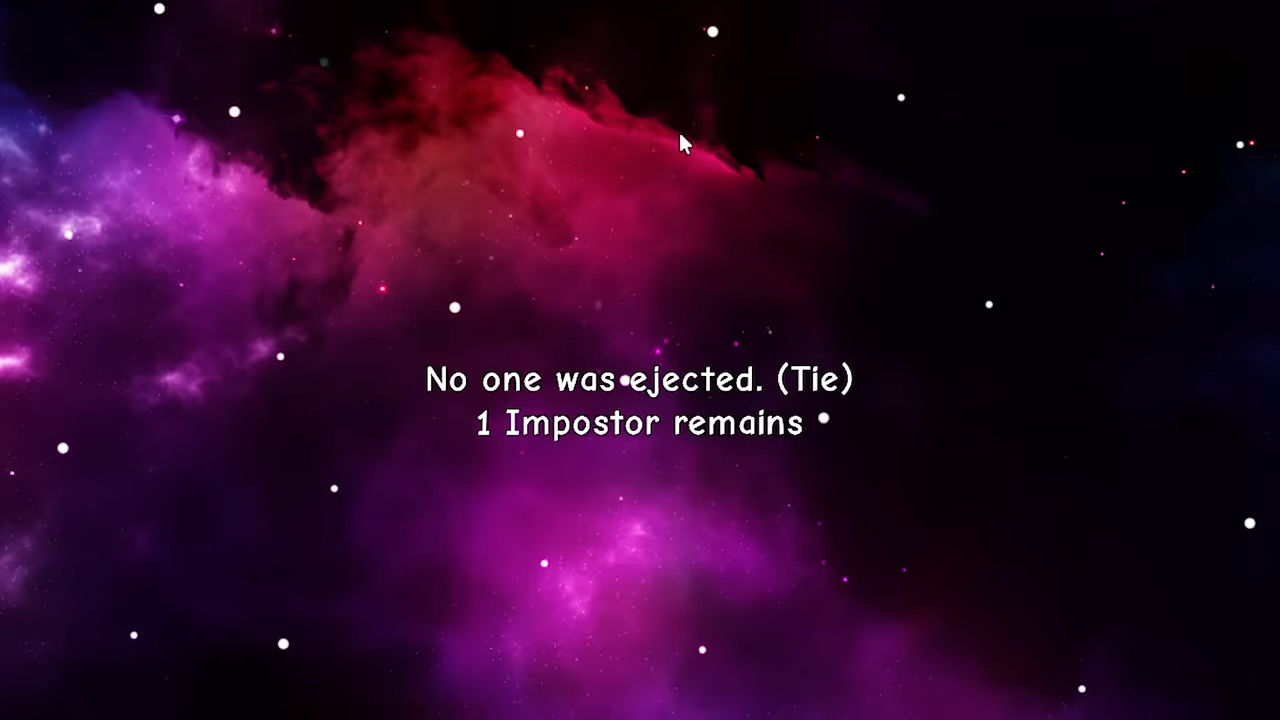 No one was ejected. (Tie)
1 Impostor remains